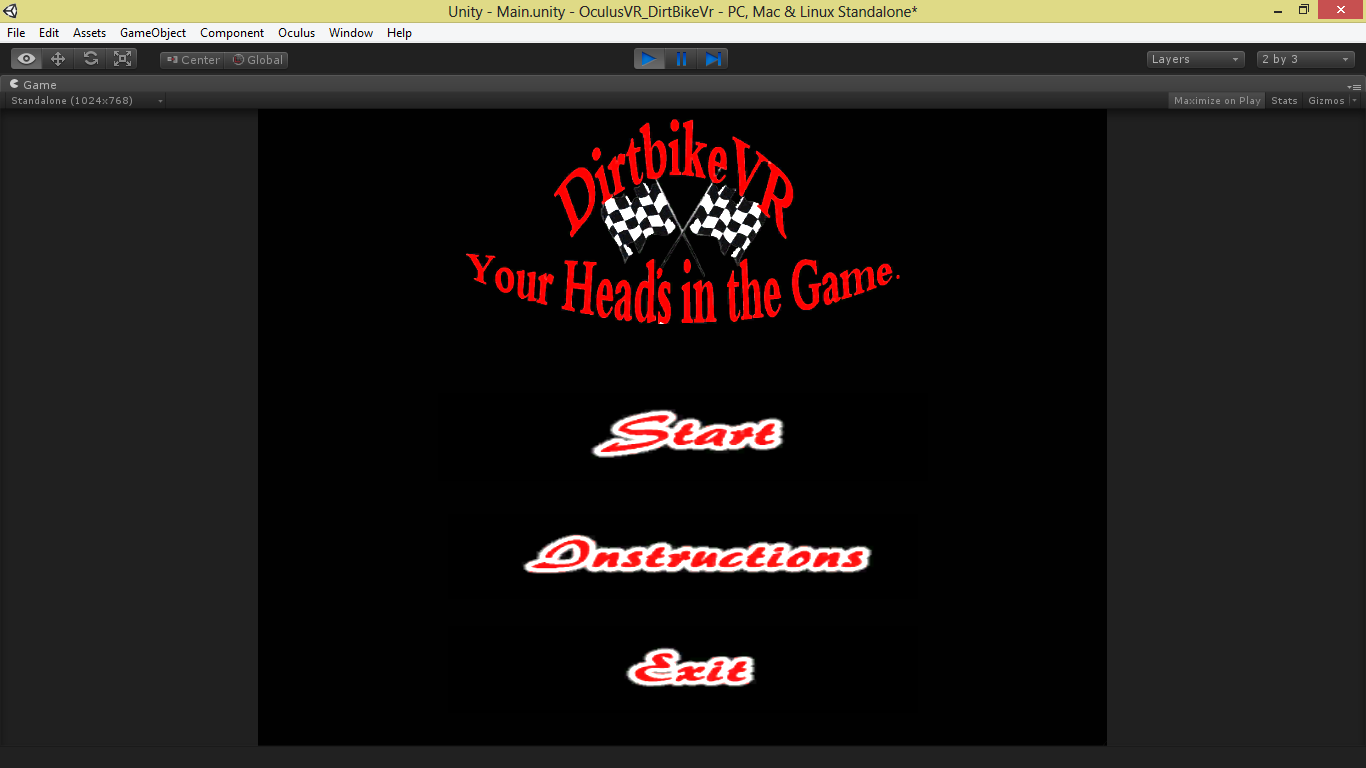 Unity - Main.unity - OculusVR_DirtBikeVr - PC, Mac & Linux Standalone*
File Edit Assets GameObject Component Oculus Window Help
Center Global Layers 2 by 3
Game
Standalone (1024x768) Maximize on Play Stats Gizmos
DirtbikeVR
Your Head's in the Game.
Start
Instructions
Exit